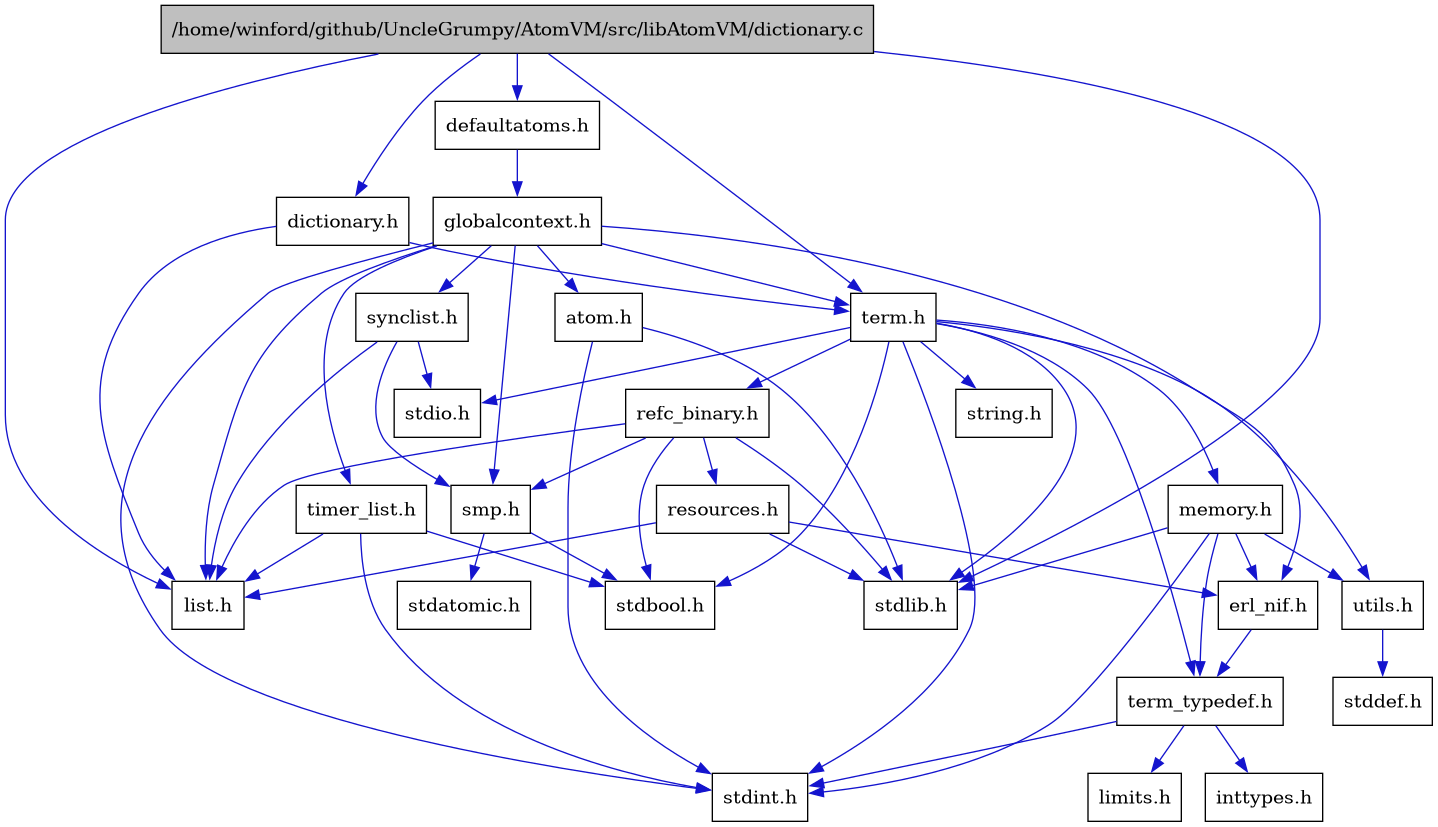 /home/winford/github/UncleGrumpy/AtomVM/src/libAtomVM/dictionary.c
defaultatoms.h
dictionary.h
globalcontext.h
synclist.h
atom.h
term.h
stdio.h
refc_binary.h
string.h
timer_list.h
smp.h
resources.h
memory.h
list.h
stdatomic.h
stdbool.h
stdlib.h
erl_nif.h
utils.h
term_typedef.h
stddef.h
stdint.h
limits.h
inttypes.h